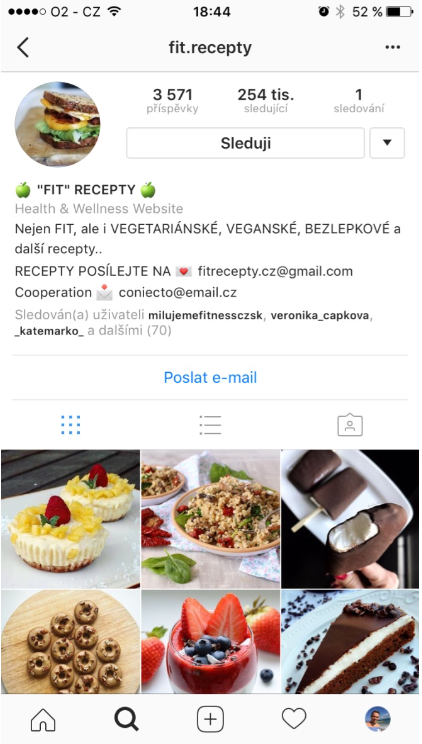 O2 - CZ 18:44 52 %
fit.recepty
3 571 254 tis. 1
příspěvky sledující sledování
Sleduji
"FIT" RECEPTY
Health & Wellness Website
Nejen FIT, ale i VEGETARIÁNSKÉ, VEGANSKÉ, BEZLEPKOVÉ a
další recepty..
RECEPTY POSÍLEJTE NA 💌 fitrecepty.cz@gmail.com
Cooperation 📩 coniecto@email.cz
Sledován(a) uživateli milujemefitnessczsk, veronika_capkova,
_katemarko_ a dalšími (70)
Poslat e-mail